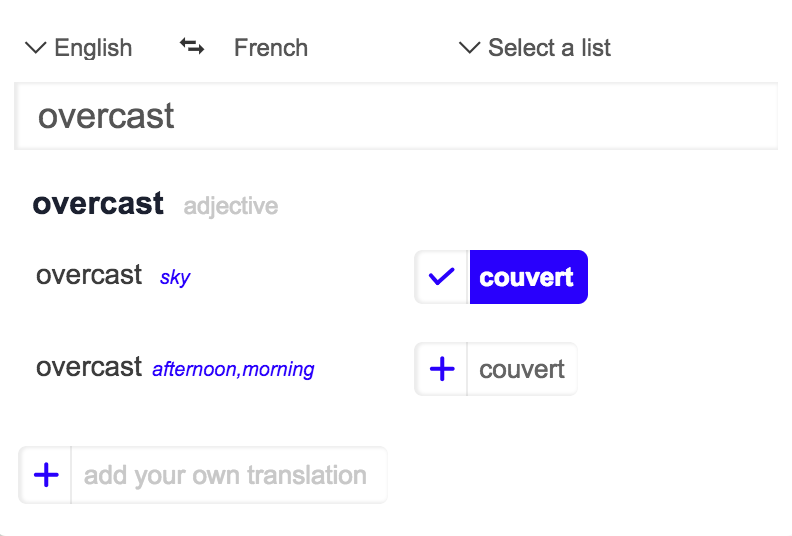 English French Select a list
overcast
overcast adjective
overcast sky couvert
overcast afternoon,morning couvert
add your own translation